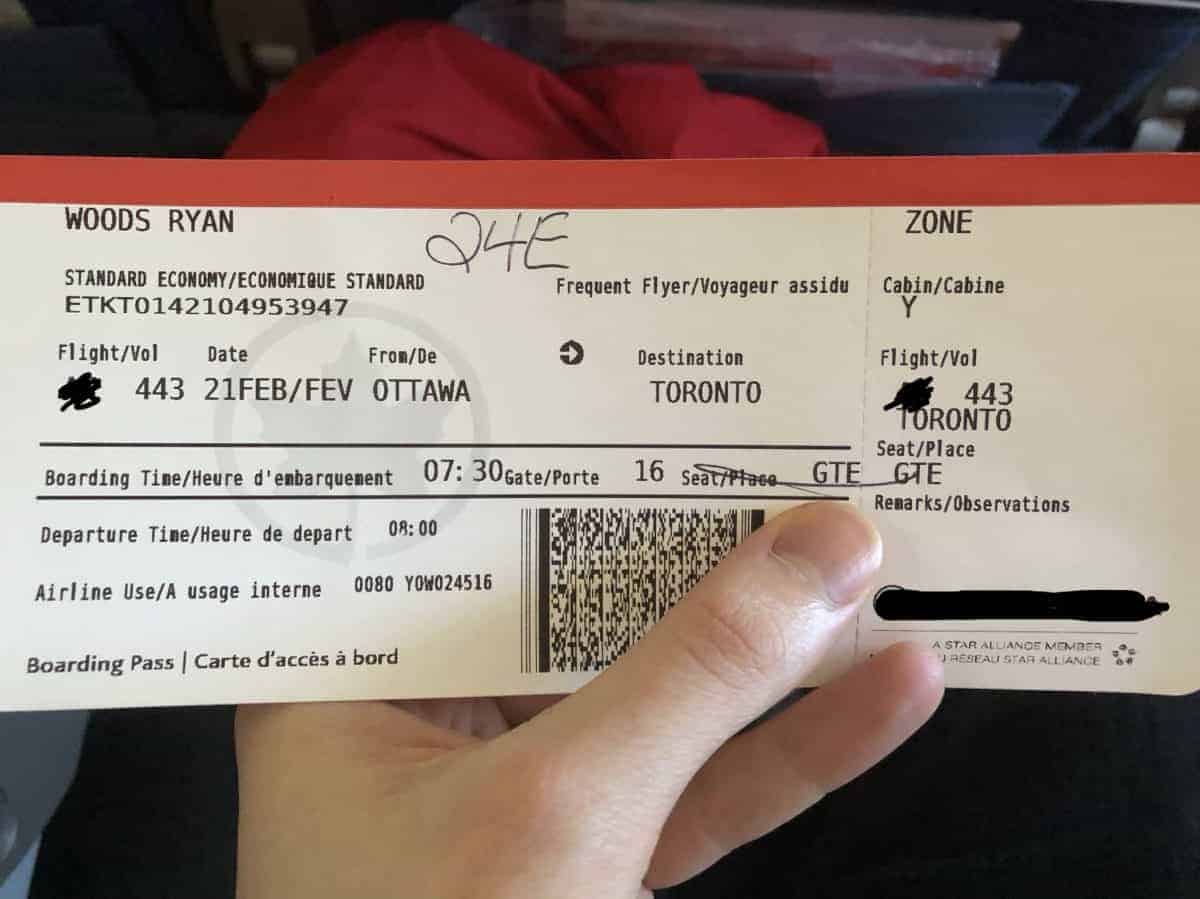 WOODS RYAN 24E ZONE
STANDARD ECONOMY/ECONOMIQUE STANDARD Frequent Flyer/Voyageur assidu Cabin/Cabine
ETKT0142104953947 Y
Flight/Vol Date From/De Destination Flight/Vol
443 21FEB/FEV OTTAWA TORONTO 443
TORONTO
Seat/Place
Boarding Time/Heure d'embarquement 07:30 Gate/Porte 16 Seat/Place GTE GTE
Remarks/Observations
Departure Time/Heure de depart 08:00
Airline Use/A usage interne 0080 YOW024516
A STAR ALLIANCE MEMBER
RÉSEAU STAR ALLIANCE
Boarding Pass | Carte d'accès à bord